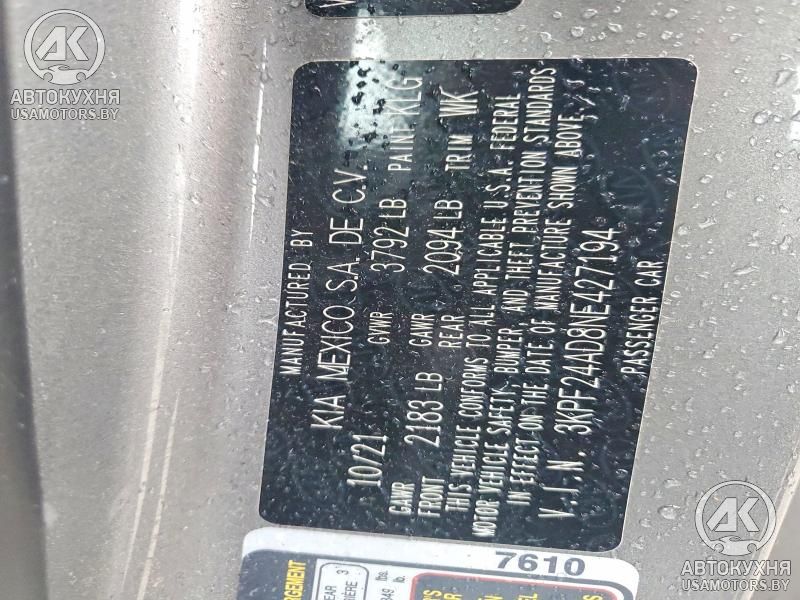 AK
АВТОКУХНЯ
USAMOTORS.BY
MANUFACTURED BY
KIA MEXICO S.A. DE C.V.
10/21 GVWR 3792 LB PAINT KLG
GAWR FRONT 2183 LB GAWR REAR 2094 LB TRIM WK
THIS VEHICLE CONFORMS TO ALL APPLICABLE U.S.A. FEDERAL
MOTOR VEHICLE SAFETY, BUMPER, AND THEFT PREVENTION STANDARDS
IN EFFECT ON THE DATE OF MANUFACTURE SHOWN ABOVE.
V.I.N. 3KPF24AD8NE427194
PASSENGER CAR
7610
AK
АВТОКУХНЯ
USAMOTORS.BY